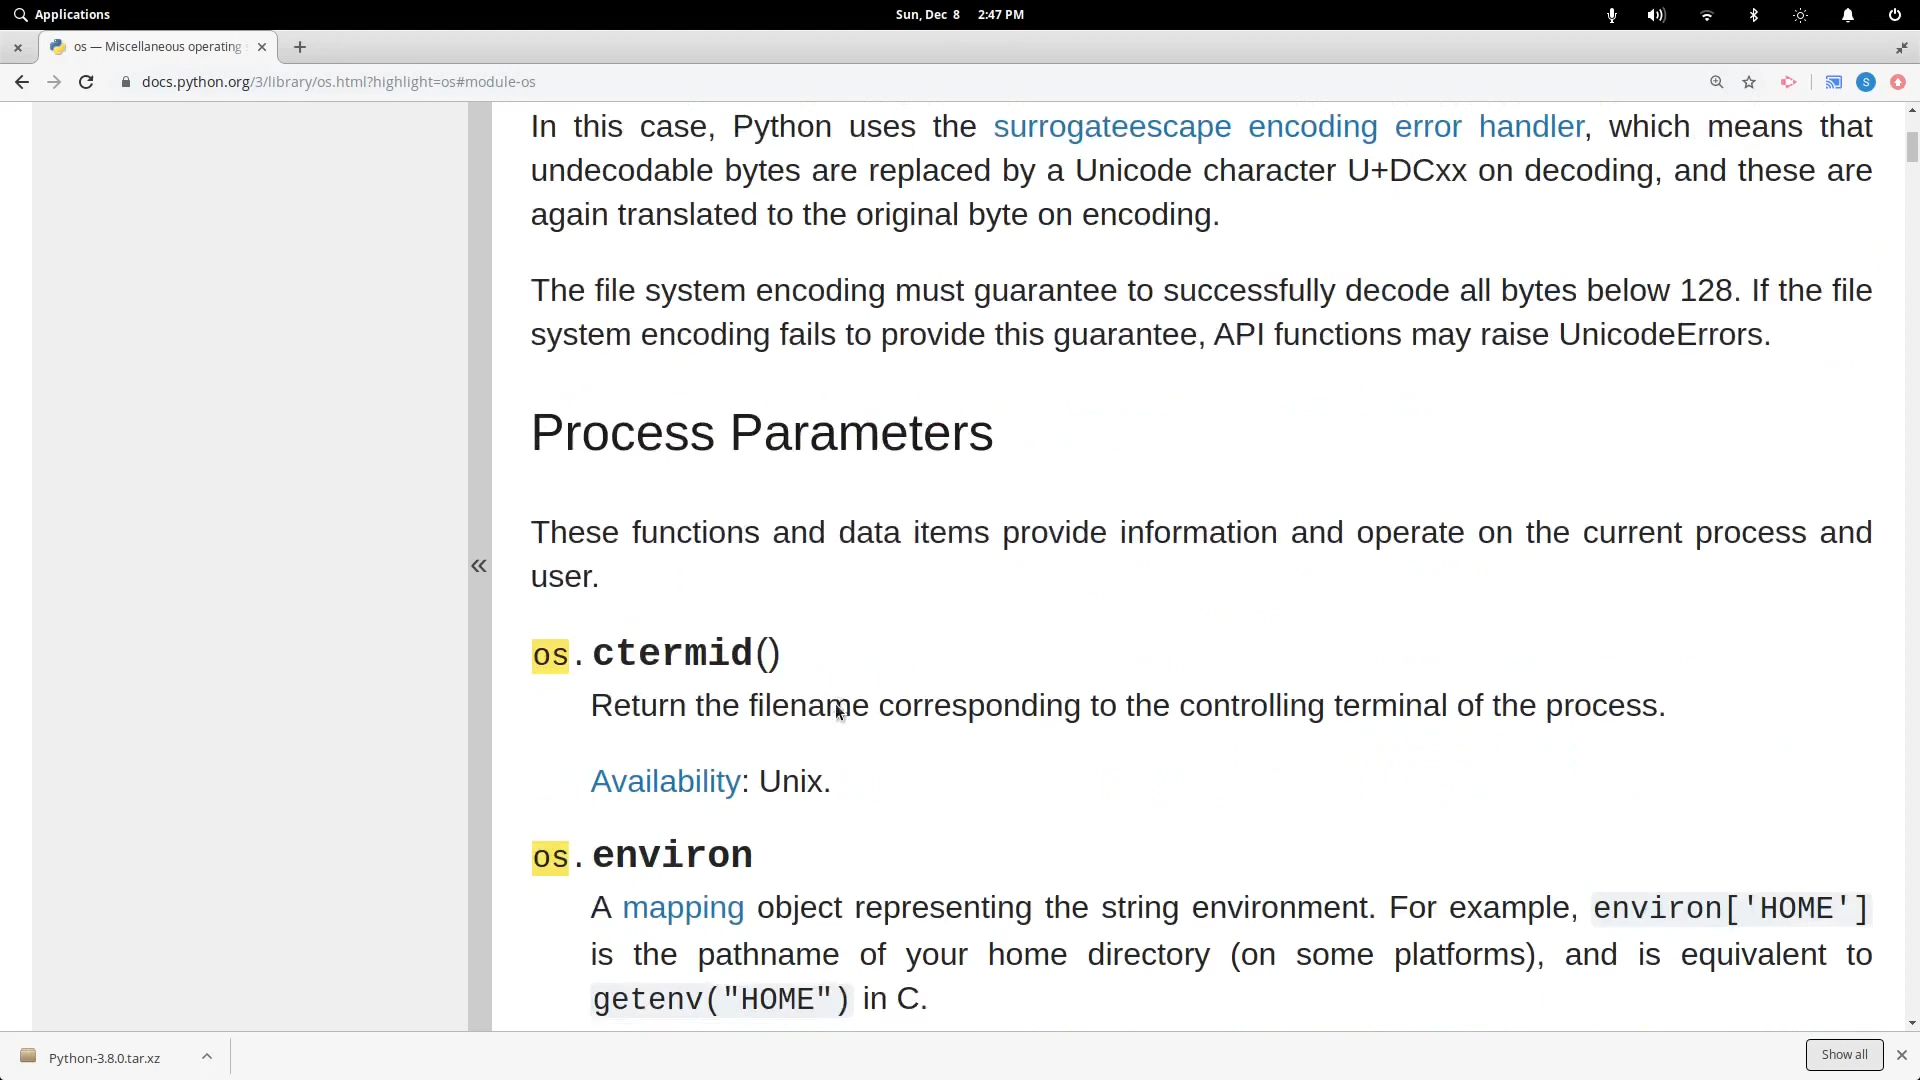 Applications
Sun, Dec 8 2:47 PM
os — Miscellaneous operating
docs.python.org/3/library/os.html?highlight=os#module-os
S
In this case, Python uses the surrogateescape encoding error handler, which means that
undecodable bytes are replaced by a Unicode character U+DCxx on decoding, and these are
again translated to the original byte on encoding.
The file system encoding must guarantee to successfully decode all bytes below 128. If the file
system encoding fails to provide this guarantee, API functions may raise UnicodeErrors.
Process Parameters
These functions and data items provide information and operate on the current process and
user.
«
os.ctermid()
Return the filename corresponding to the controlling terminal of the process.
Availability: Unix.
os.environ
A mapping object representing the string environment. For example, environ['HOME']
is the pathname of your home directory (on some platforms), and is equivalent to
getenv("HOME") in C.
Python-3.8.0.tar.xz
Show all